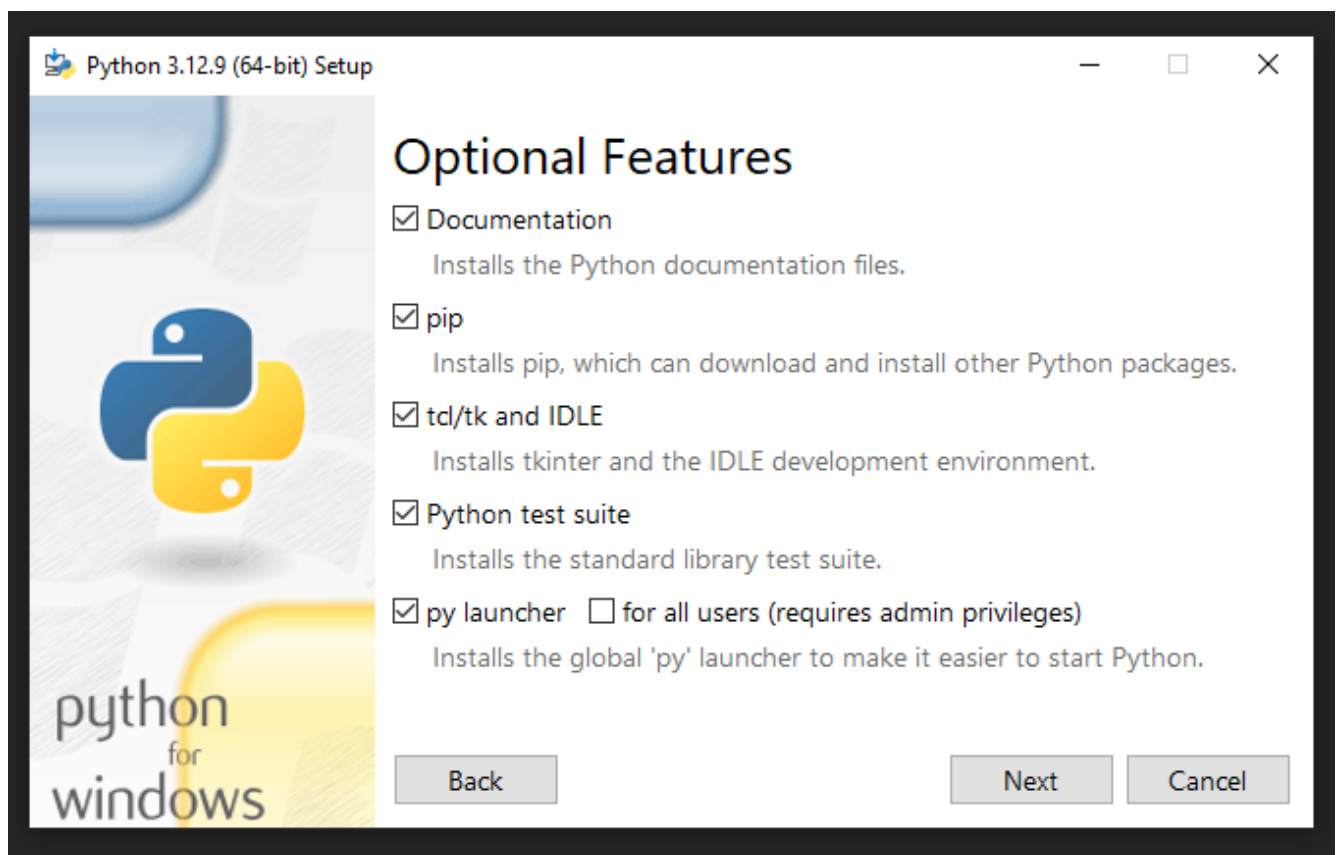 Python 3.12.9 (64-bit) Setup
Optional Features
Documentation
Installs the Python documentation files.
pip
Installs pip, which can download and install other Python packages.
tcl/tk and IDLE
Installs tkinter and the IDLE development environment.
Python test suite
Installs the standard library test suite.
py launcher for all users (requires admin privileges)
Installs the global 'py' launcher to make it easier to start Python.
python
for
windows
Back Next Cancel